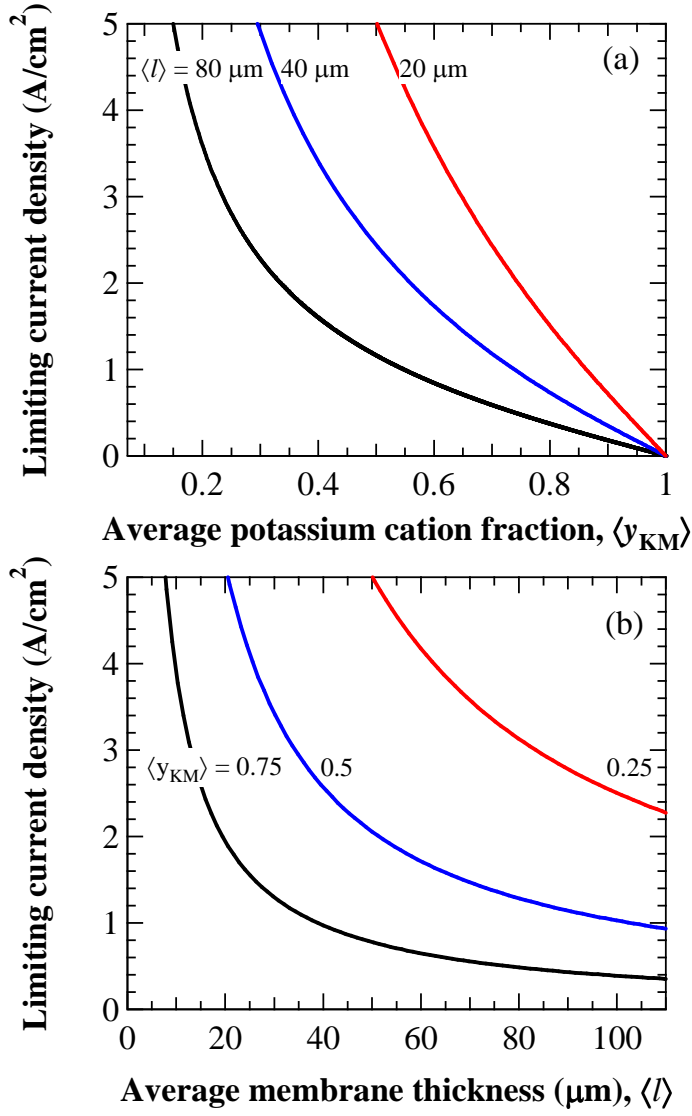 Limiting current density (A/cm²)
5
4
3
2
1
0
(a)
⟨l⟩ = 80 μm
40 μm
20 μm
0.2
0.4
0.6
0.8
1
Average potassium cation fraction, ⟨y_KM⟩
Limiting current density (A/cm²)
5
4
3
2
1
0
(b)
⟨y_KM⟩ = 0.75
0.5
0.25
0
20
40
60
80
100
Average membrane thickness (μm), ⟨l⟩